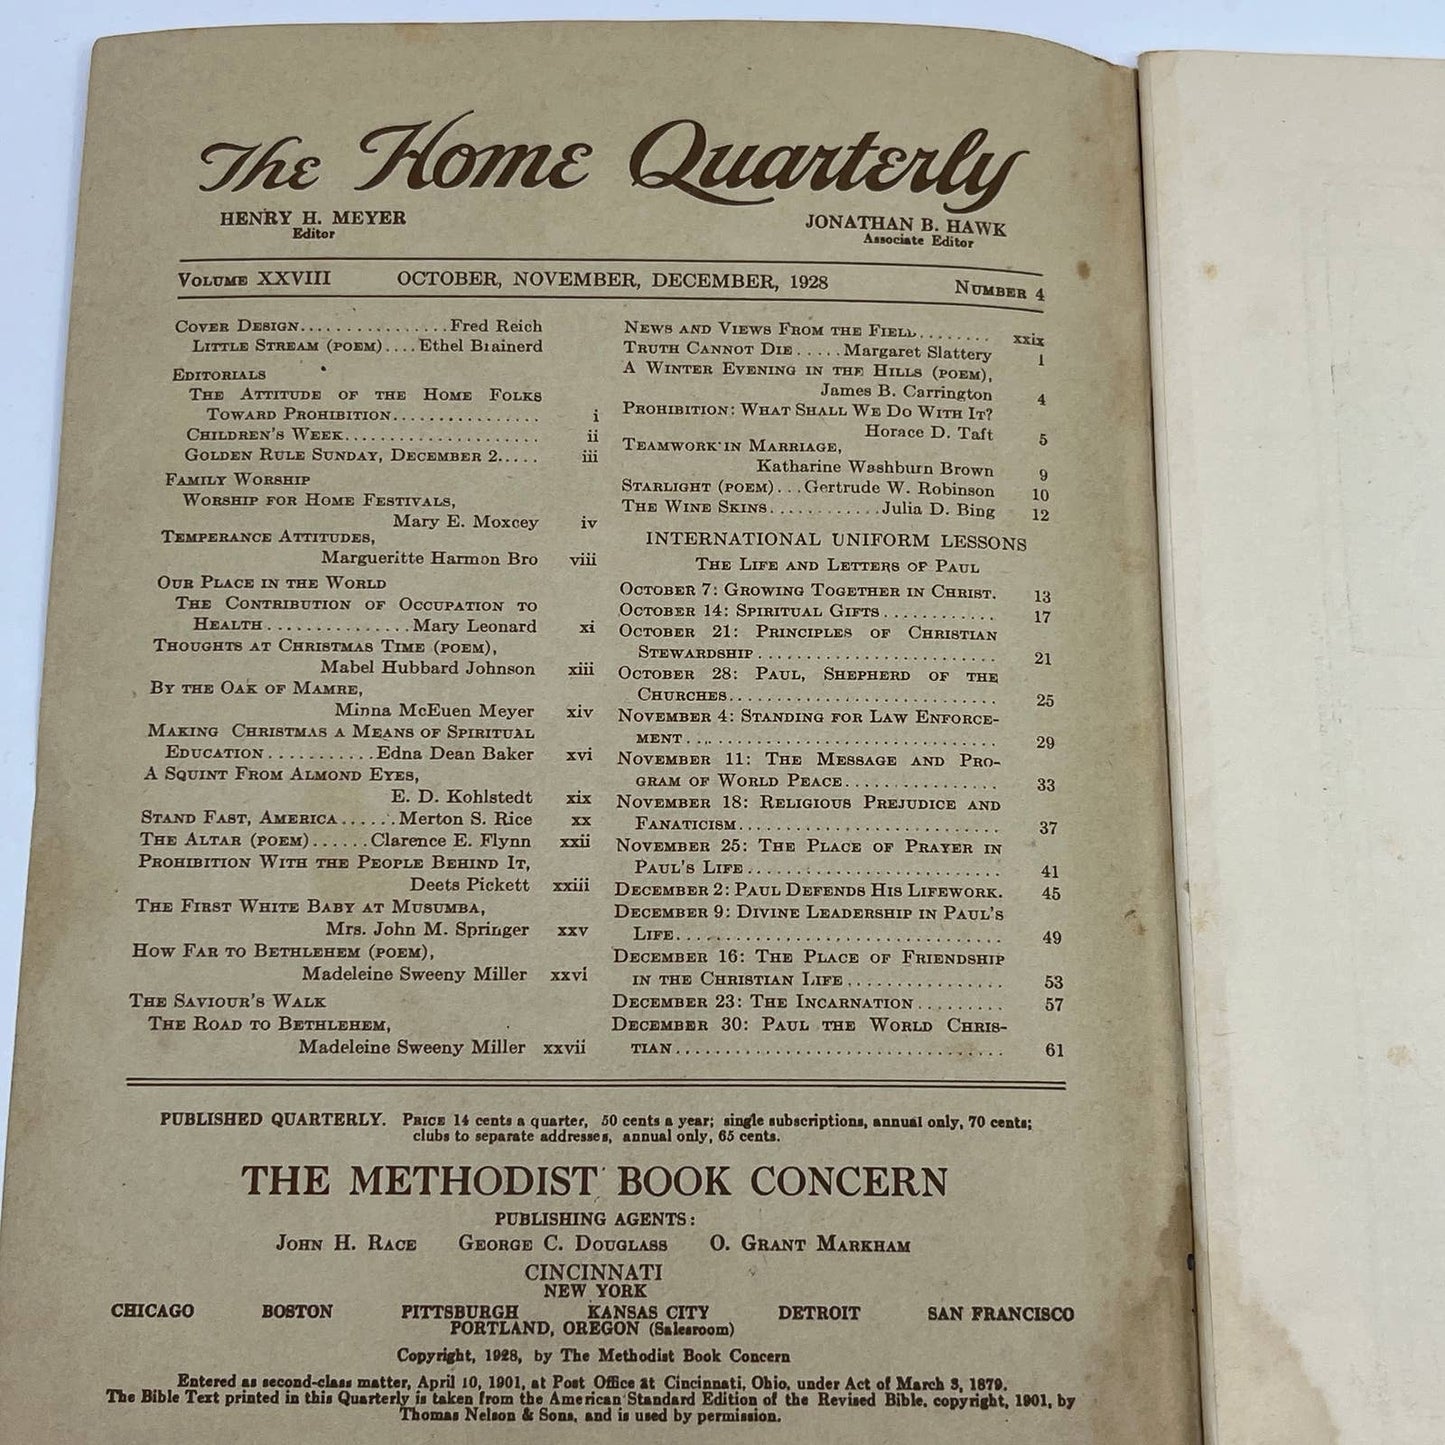 The Home Quarterly
HENRY H. MEYER
Editor
JONATHAN B. HAWK
Associate Editor
VOLUME XXVIII OCTOBER, NOVEMBER, DECEMBER, 1928 NUMBER 4
COVER DESIGN................Fred Reich
LITTLE STREAM (POEM)....Ethel Brainerd
EDITORIALS
THE ATTITUDE OF THE HOME FOLKS
TOWARD PROHIBITION................ i
CHILDREN'S WEEK..................... ii
GOLDEN RULE SUNDAY, DECEMBER 2..... iii
FAMILY WORSHIP
WORSHIP FOR HOME FESTIVALS,
Mary E. Moxcey iv
TEMPERANCE ATTITUDES,
Margueritte Harmon Bro viii
OUR PLACE IN THE WORLD
THE CONTRIBUTION OF OCCUPATION TO
HEALTH...............Mary Leonard xi
THOUGHTS AT CHRISTMAS TIME (POEM),
Mabel Hubbard Johnson xiii
BY THE OAK OF MAMRE,
Minna McEuen Meyer xiv
MAKING CHRISTMAS A MEANS OF SPIRITUAL
EDUCATION...........Edna Dean Baker xvi
A SQUINT FROM ALMOND EYES,
E. D. Kohlstedt xix
STAND FAST, AMERICA......Merton S. Rice xx
THE ALTAR (POEM)......Clarence E. Flynn xxii
PROHIBITION WITH THE PEOPLE BEHIND IT,
Deets Pickett xxiii
THE FIRST WHITE BABY AT MUSUMBA,
Mrs. John M. Springer xxv
HOW FAR TO BETHLEHEM (POEM),
Madeleine Sweeny Miller xxvi
THE SAVIOUR'S WALK
THE ROAD TO BETHLEHEM,
Madeleine Sweeny Miller xxvii
NEWS AND VIEWS FROM THE FIELD........ xxix
TRUTH CANNOT DIE.....Margaret Slattery 1
A WINTER EVENING IN THE HILLS (POEM),
James B. Carrington 4
PROHIBITION: WHAT SHALL WE DO WITH IT?
Horace D. Taft 5
TEAMWORK IN MARRIAGE,
Katharine Washburn Brown 9
STARLIGHT (POEM)...Gertrude W. Robinson 10
THE WINE SKINS............Julia D. Bing 12
INTERNATIONAL UNIFORM LESSONS
THE LIFE AND LETTERS OF PAUL
OCTOBER 7: GROWING TOGETHER IN CHRIST. 13
OCTOBER 14: SPIRITUAL GIFTS............ 17
OCTOBER 21: PRINCIPLES OF CHRISTIAN
STEWARDSHIP.......................... 21
OCTOBER 28: PAUL, SHEPHERD OF THE
CHURCHES............................. 25
NOVEMBER 4: STANDING FOR LAW ENFORCE-
MENT................................. 29
NOVEMBER 11: THE MESSAGE AND PRO-
GRAM OF WORLD PEACE................ 33
NOVEMBER 18: RELIGIOUS PREJUDICE AND
FANATICISM............................ 37
NOVEMBER 25: THE PLACE OF PRAYER IN
PAUL'S LIFE........................... 41
DECEMBER 2: PAUL DEFENDS HIS LIFEWORK. 45
DECEMBER 9: DIVINE LEADERSHIP IN PAUL'S
LIFE.................................. 49
DECEMBER 16: THE PLACE OF FRIENDSHIP
IN THE CHRISTIAN LIFE................ 53
DECEMBER 23: THE INCARNATION......... 57
DECEMBER 30: PAUL THE WORLD CHRIS-
TIAN.................................. 61
PUBLISHED QUARTERLY. PRICE 14 cents a quarter, 50 cents a year; single subscriptions, annual only, 70 cents;
clubs to separate addresses, annual only, 65 cents.
THE METHODIST BOOK CONCERN
PUBLISHING AGENTS:
JOHN H. RACE GEORGE C. DOUGLASS O. GRANT MARKHAM
CINCINNATI
NEW YORK
CHICAGO BOSTON PITTSBURGH KANSAS CITY DETROIT SAN FRANCISCO
PORTLAND, OREGON (Salesroom)
Copyright, 1928, by The Methodist Book Concern
Entered as second-class matter, April 10, 1901, at Post Office at Cincinnati, Ohio, under Act of March 3, 1879.
The Bible Text printed in this Quarterly is taken from the American Standard Edition of the Revised Bible, copyright, 1901, by
Thomas Nelson & Sons, and is used by permission.